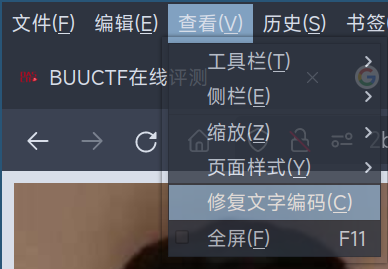 文件(F) 编辑(E) 查看(V) 历史(S) 书签
BUUCTF在线评测
工具栏(T)
侧栏(E)
缩放(Z)
页面样式(Y)
修复文字编码(C)
全屏(F) F11